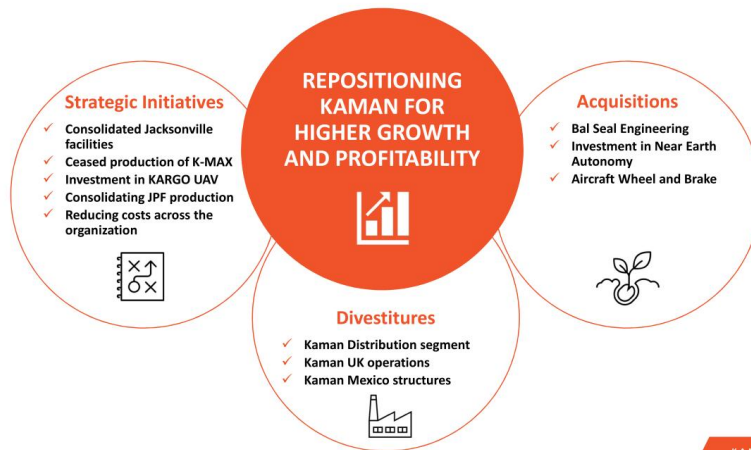 REPOSITIONING
KAMAN FOR
HIGHER GROWTH
AND PROFITABILITY
Strategic Initiatives
✓ Consolidated Jacksonville
facilities
✓ Ceased production of K-MAX
✓ Investment in KARGO UAV
✓ Consolidating JPF production
✓ Reducing costs across the
organization
Acquisitions
✓ Bal Seal Engineering
✓ Investment in Near Earth
Autonomy
✓ Aircraft Wheel and Brake
Divestitures
✓ Kaman Distribution segment
✓ Kaman UK operations
✓ Kaman Mexico structures